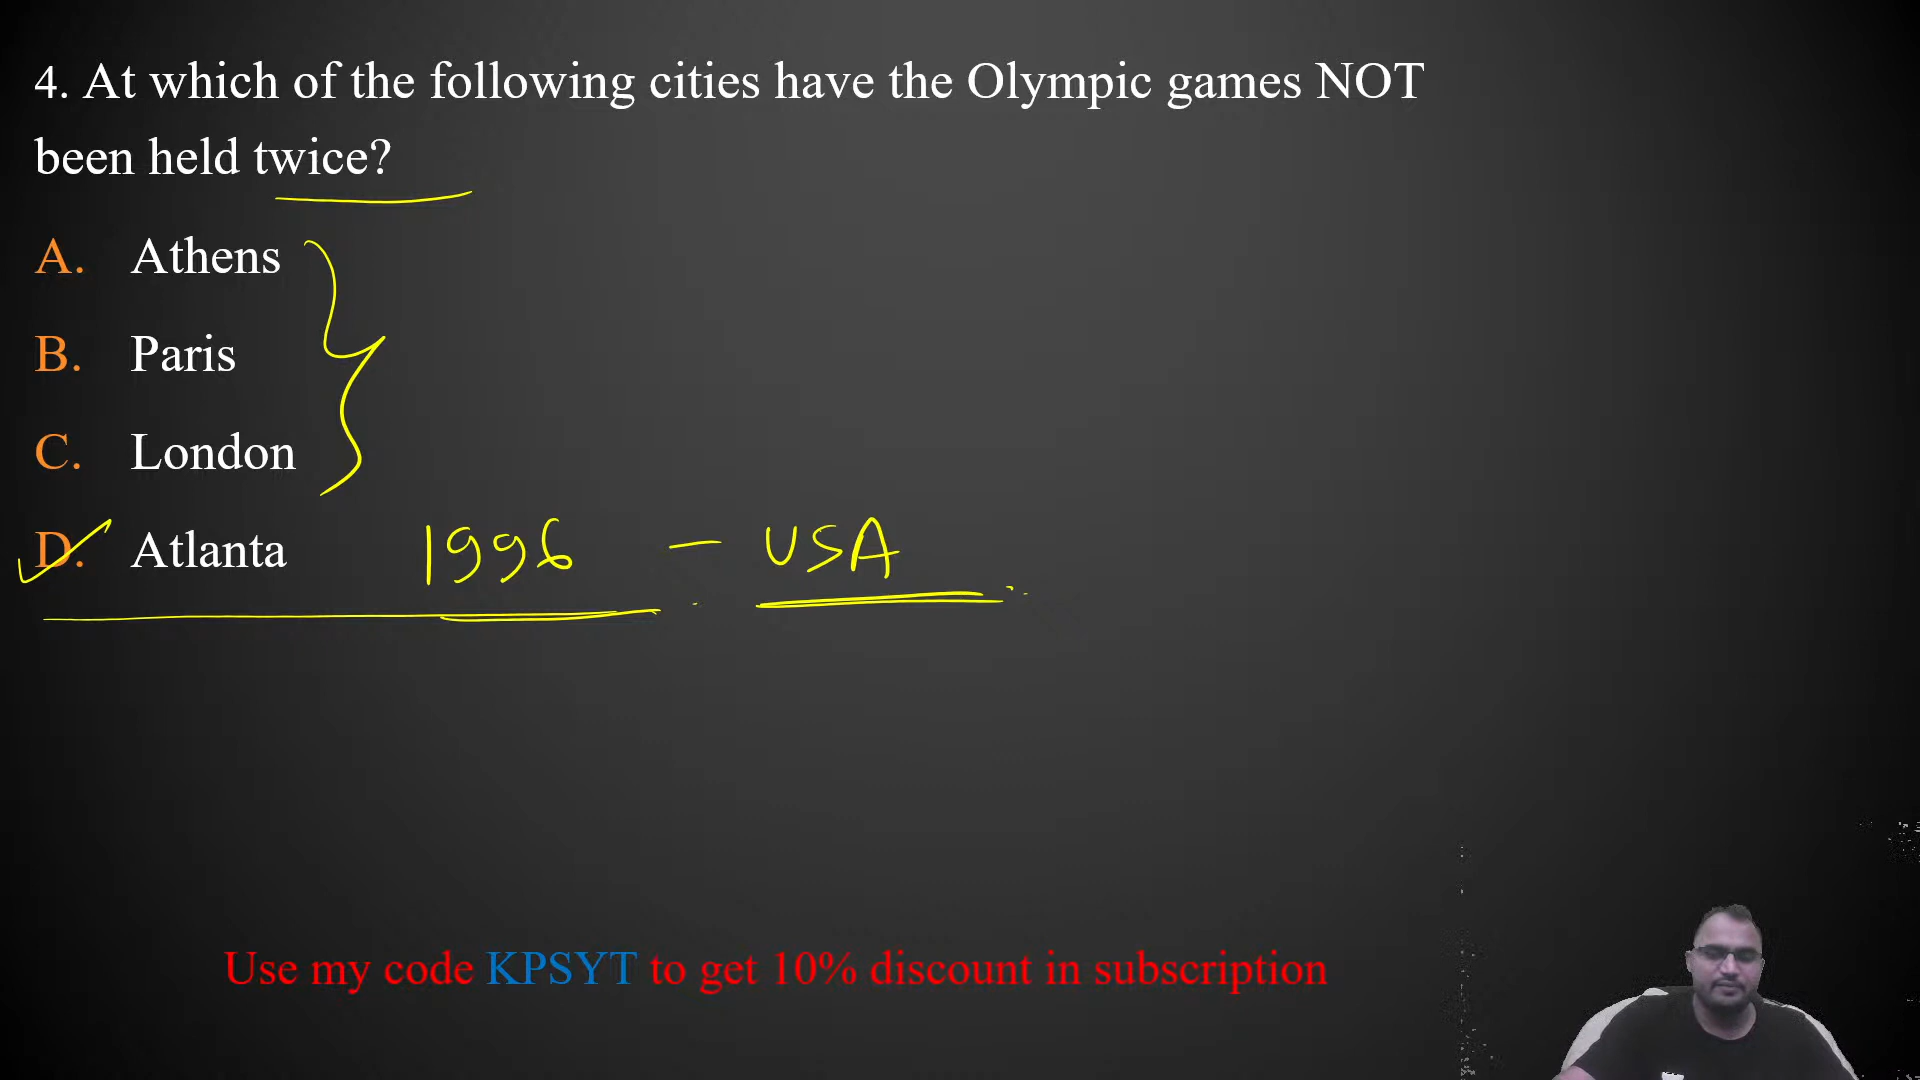 4. At which of the following cities have the Olympic games NOT
been held twice?
A. Athens
B. Paris
C. London
D. Atlanta 1996 - USA
Use my code KPSYT to get 10% discount in subscription